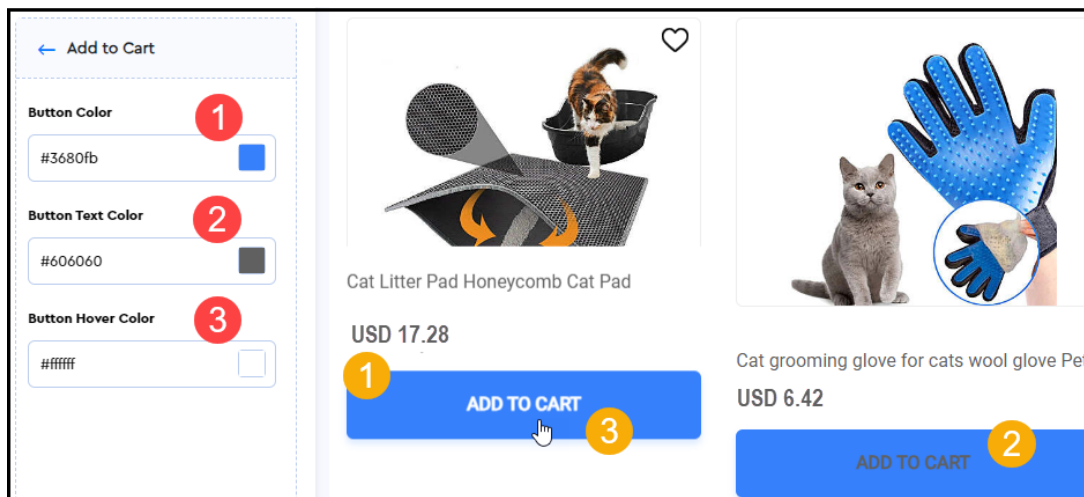 ← Add to Cart
Button Color
1
#3680fb
Button Text Color
2
#606060
Button Hover Color
3
#ffffff
Cat Litter Pad Honeycomb Cat Pad
USD 17.28
1
ADD TO CART
3
Cat grooming glove for cats wool glove Pet
USD 6.42
2
ADD TO CART